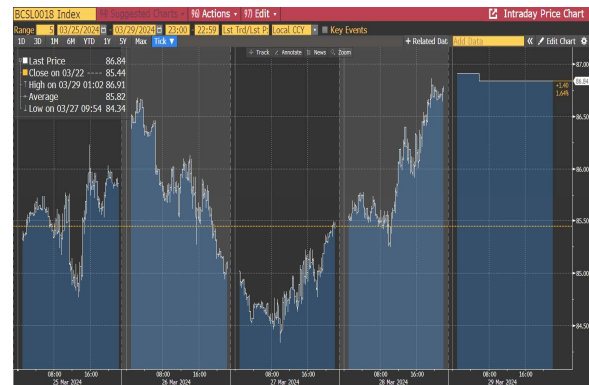 BCSL0018 Index 94) Suggested Charts 96) Actions 97) Edit Intraday Price Chart
Range 5 03/25/2024 03/29/2024 23:00 - 22:59 Lst Trd/Lst P Local CCY Key Events
1D 3D 1M 6M YTD 1Y 5Y Max Tick ▼ + Related Dat Add Data « Edit Chart
+ Track Annotate News Zoom
Last Price 86.84
Close on 03/22 ---- 85.44
High on 03/29 01:02 86.91
Average 85.82
Low on 03/27 09:54 84.34
87.00
86.84
+1.40
1.64%
86.50
86.00
85.50
85.00
84.50
08:00 16:00 08:00 16:00 08:00 16:00 08:00 16:00 08:00 16:00
25 Mar 2024 26 Mar 2024 27 Mar 2024 28 Mar 2024 29 Mar 2024